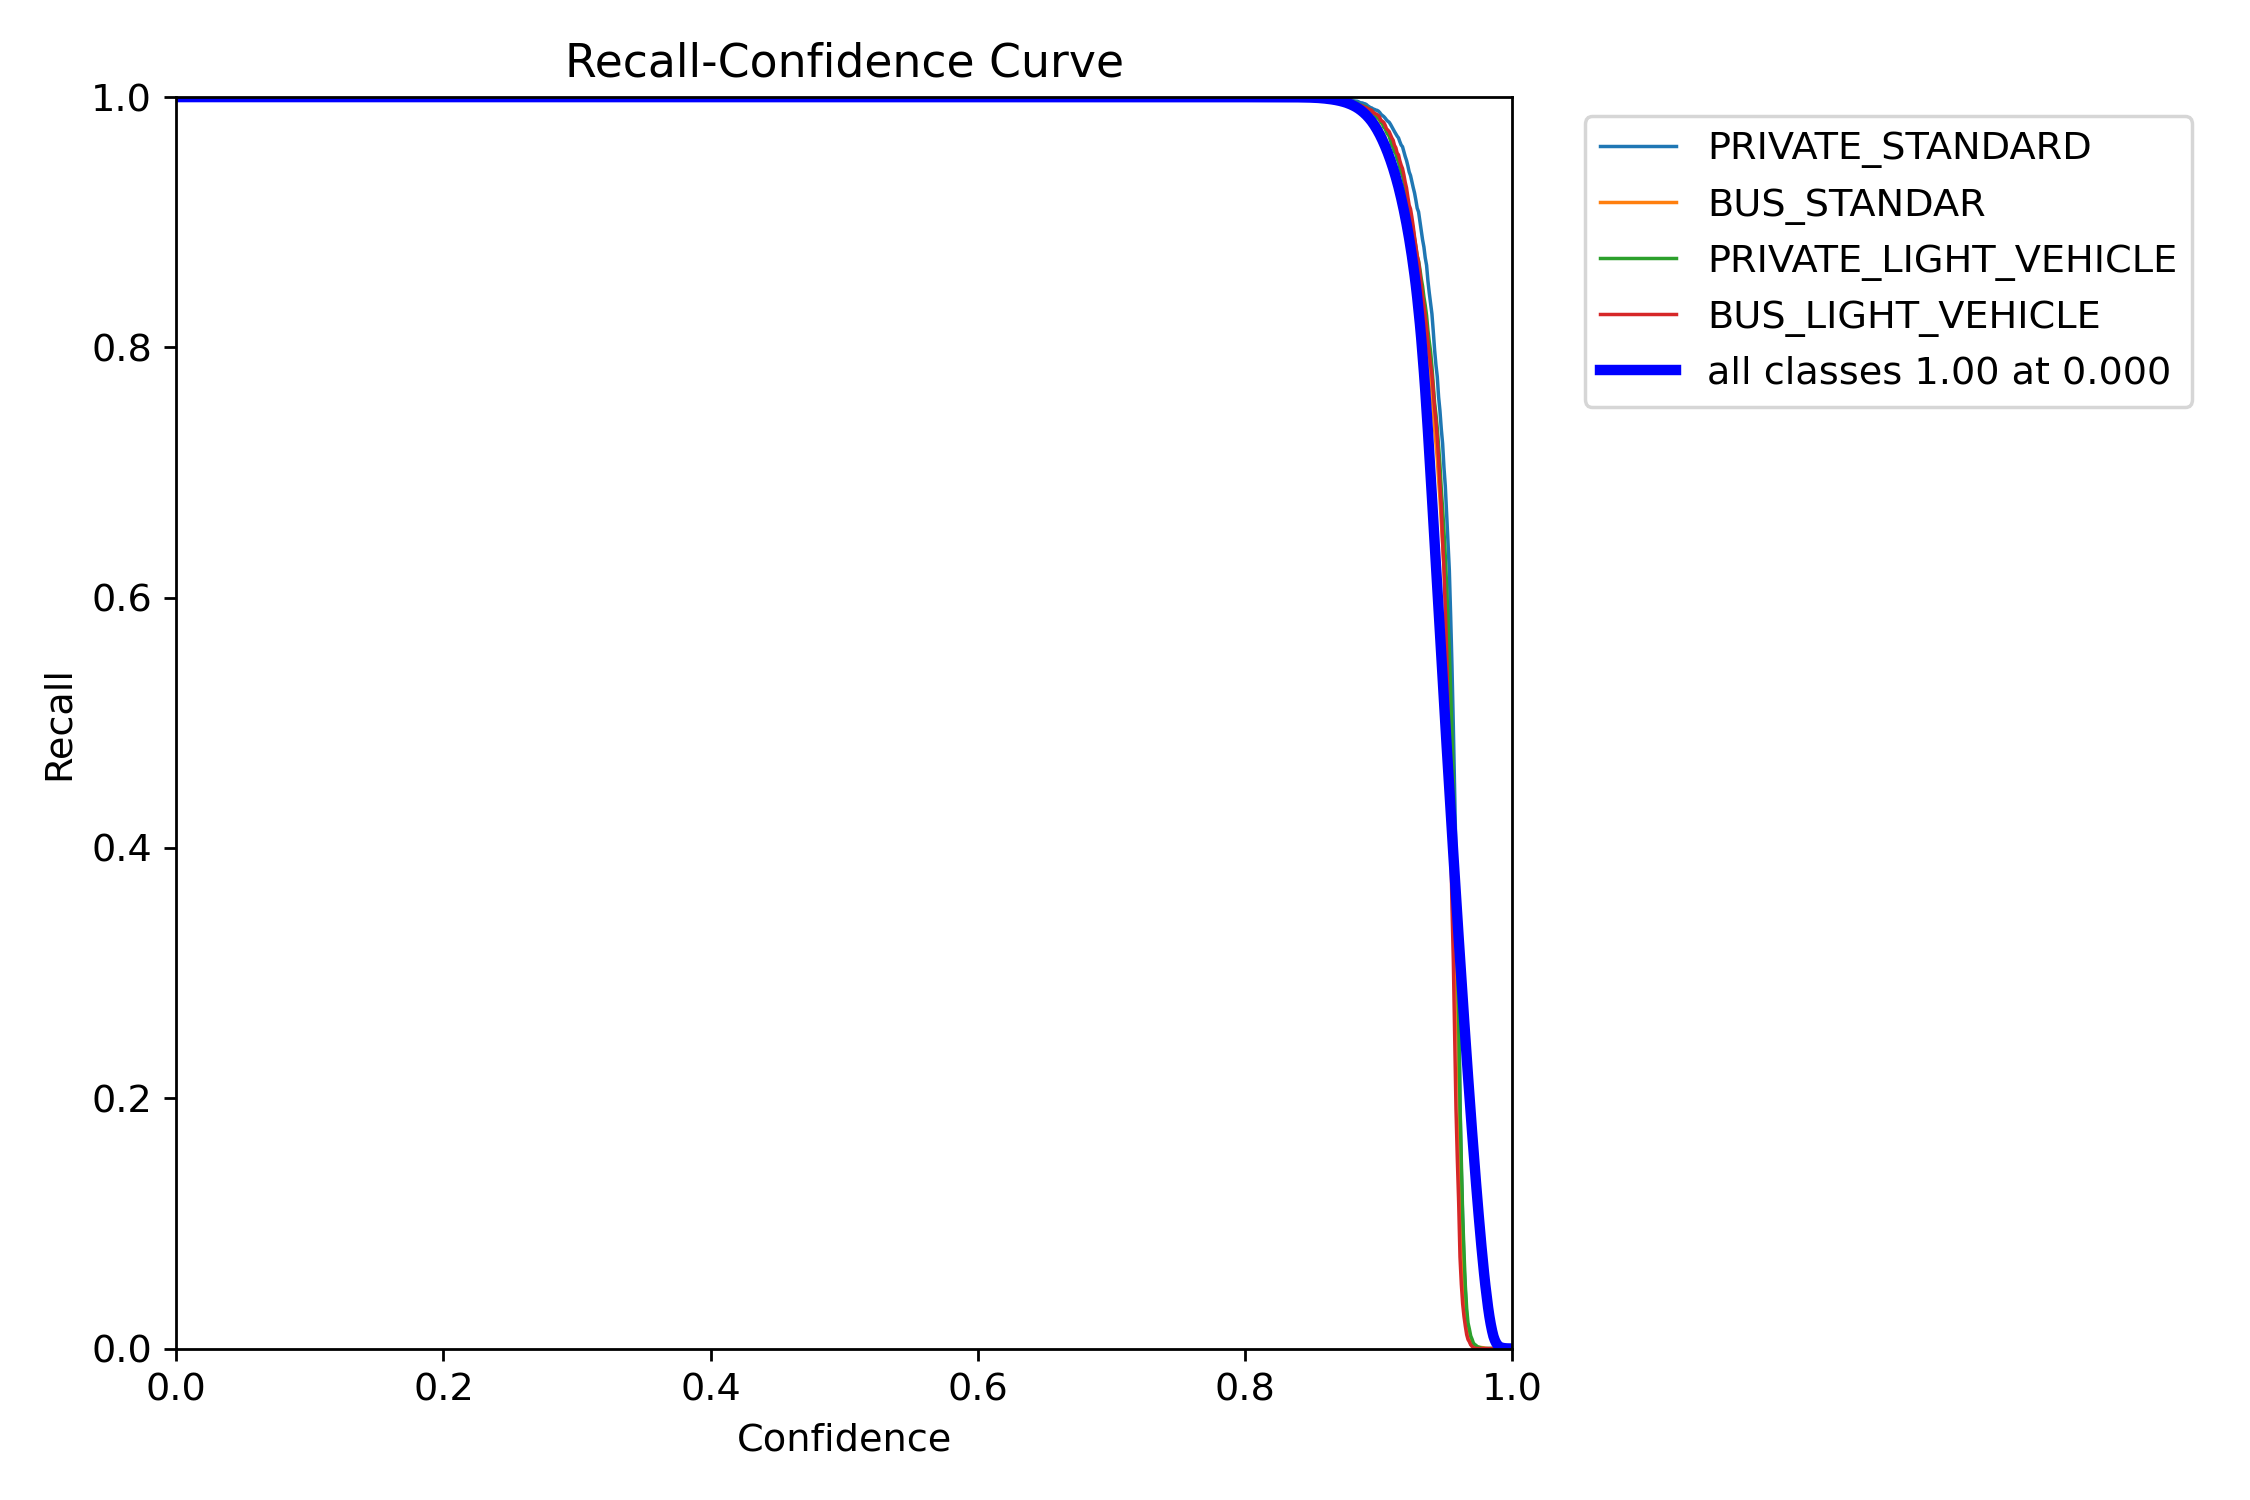 Recall-Confidence Curve
1.0
0.8
0.6
0.4
0.2
0.0
Recall
0.0 0.2 0.4 0.6 0.8 1.0
Confidence
PRIVATE_STANDARD
BUS_STANDAR
PRIVATE_LIGHT_VEHICLE
BUS_LIGHT_VEHICLE
all classes 1.00 at 0.000